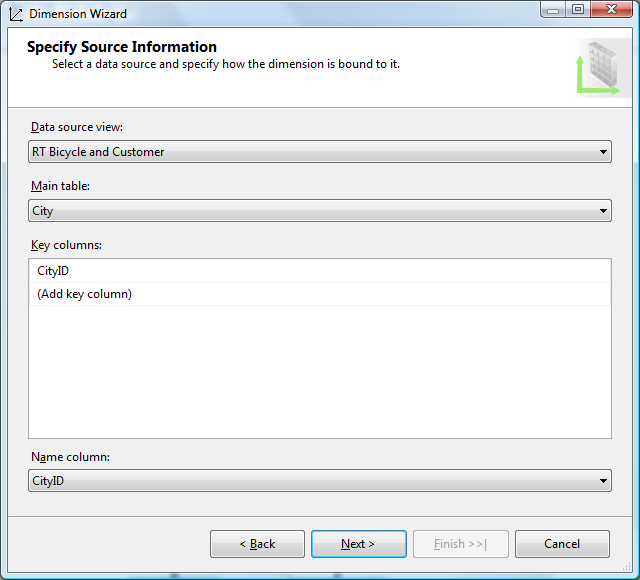 Dimension Wizard
Specify Source Information
Select a data source and specify how the dimension is bound to it.
Data source view:
RT Bicycle and Customer
Main table:
City
Key columns:
CityID
(Add key column)
Name column:
CityID
< Back Next > Finish >>| Cancel